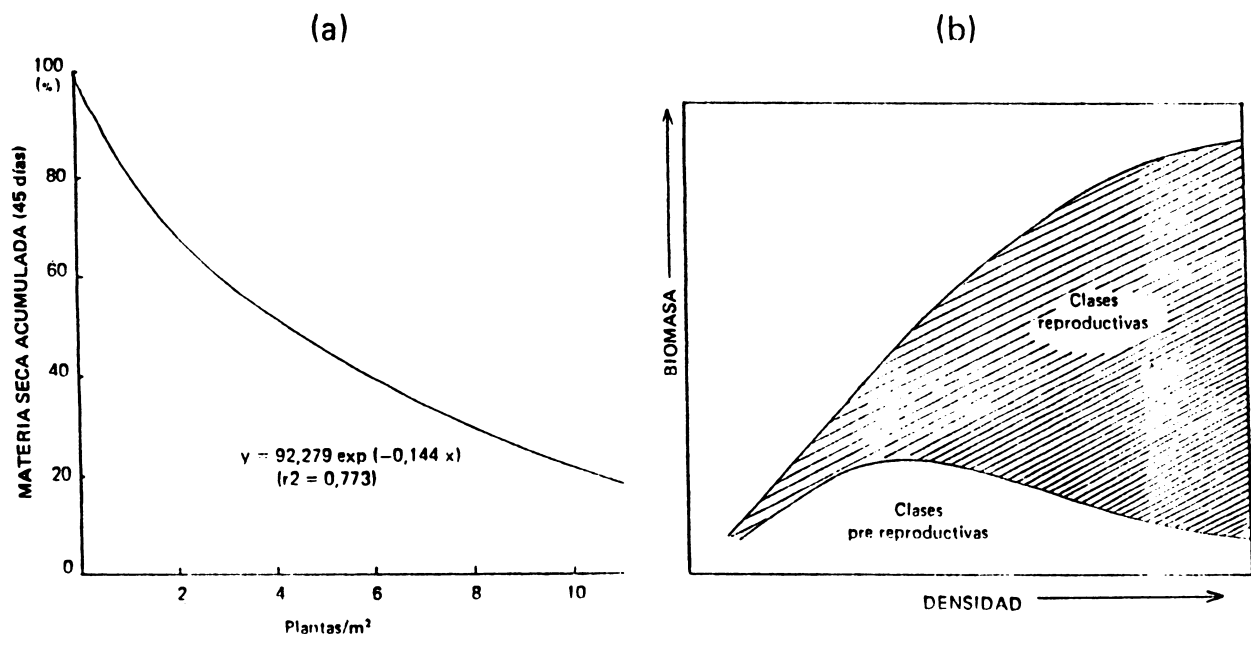 (a)
100
(%)
80
60
40
20
0
MATERIA SECA ACUMULADA (45 días)
y = 92,279 exp (−0,144 x)
(r2 = 0,773)
2 4 6 8 10
Plantas/m²
(b)
BIOMASA
Clases
reproductivas
Clases
pre reproductivas
DENSIDAD